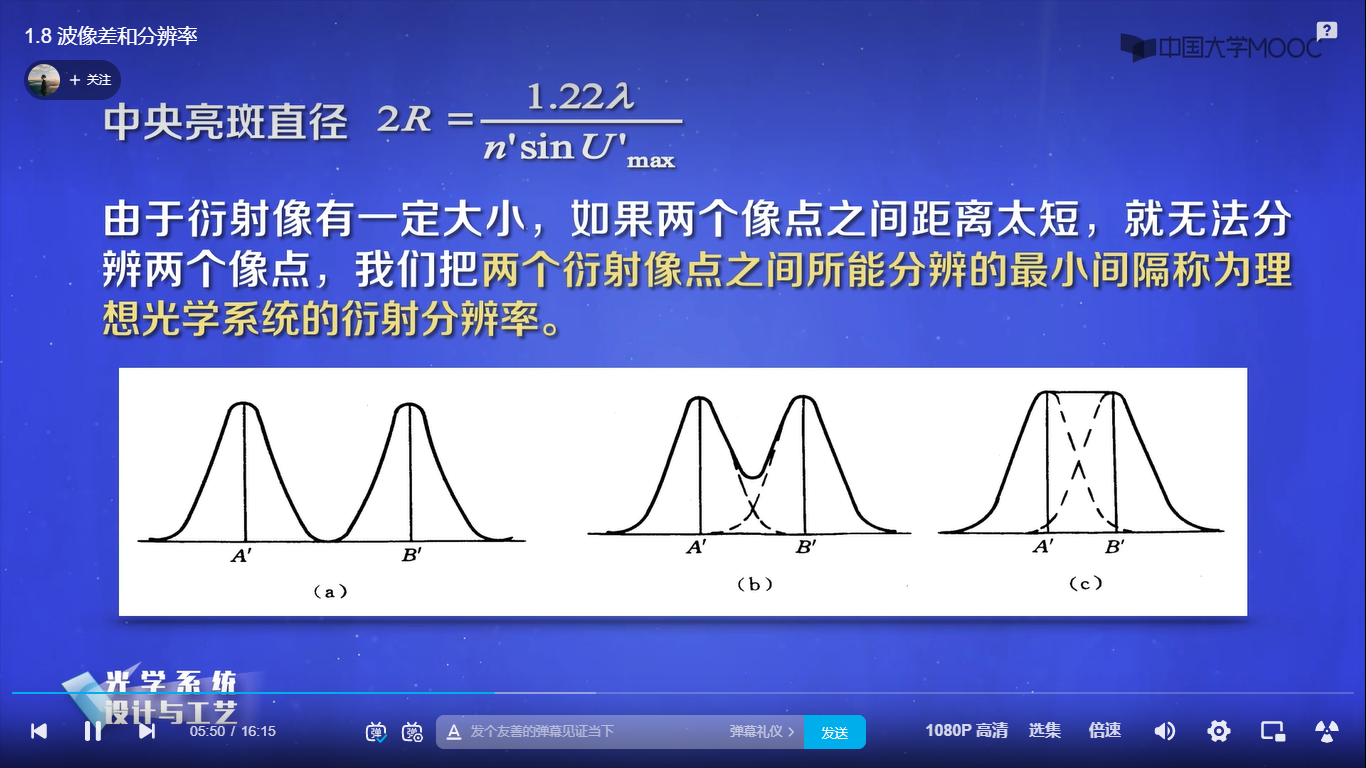 1.8 波像差和分辨率
中国大学MOOC
?
+ 关注
中央亮斑直径 2R = 1.22λ / n'sin U'max
由于衍射像有一定大小，如果两个像点之间距离太短，就无法分
辨两个像点，我们把两个衍射像点之间所能分辨的最小间隔称为理
想光学系统的衍射分辨率。
A' B' A' B' A' B'
(a) (b) (c)
光学系统
设计与工艺
05:50 / 16:15 弹 弹 A 发个友善的弹幕见证当下 弹幕礼仪 > 发送 1080P 高清 选集 倍速